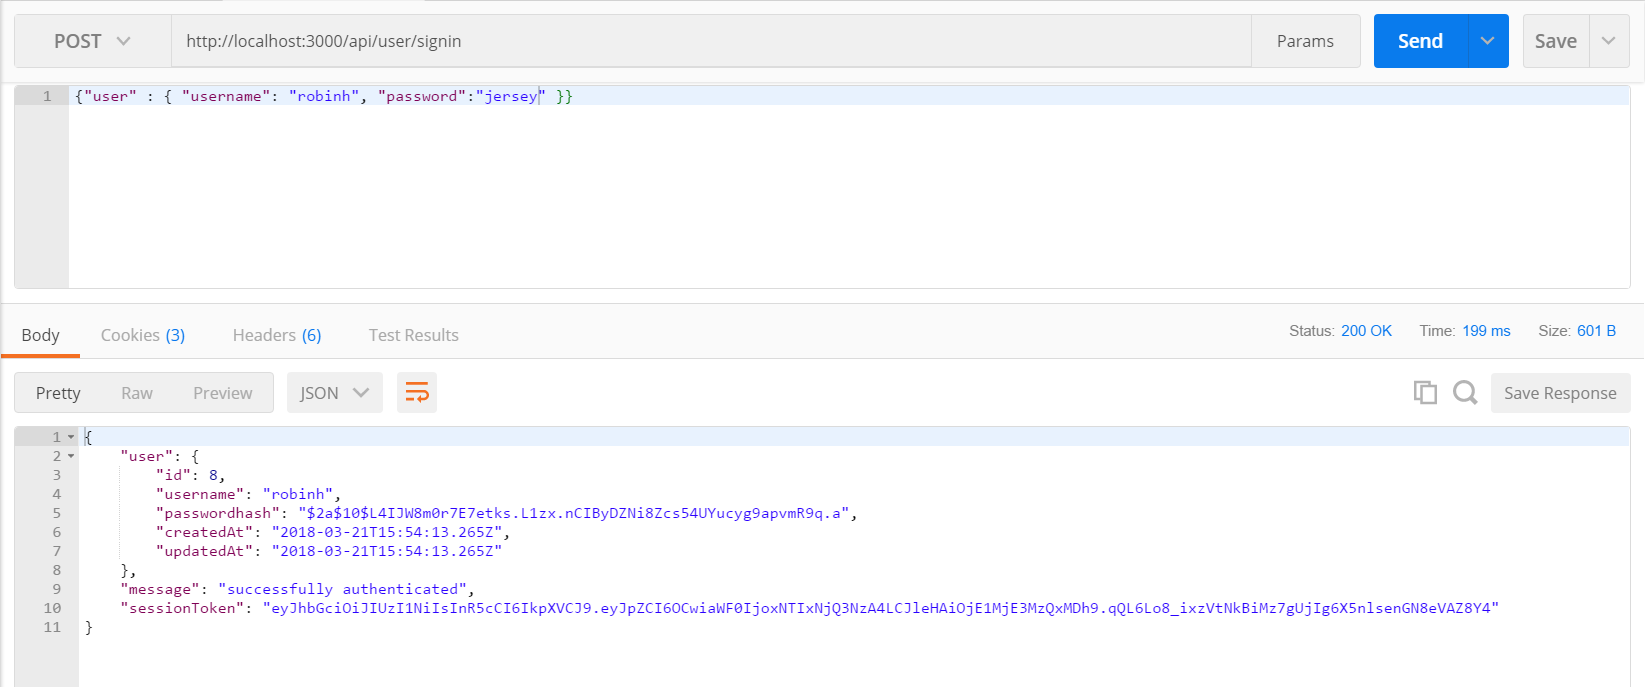 POST http://localhost:3000/api/user/signin Params Send Save
1 {"user" : { "username": "robinh", "password":"jersey" }}
Body Cookies (3) Headers (6) Test Results Status: 200 OK Time: 199 ms Size: 601 B
Pretty Raw Preview JSON Save Response
1 {
2 "user": {
3 "id": 8,
4 "username": "robinh",
5 "passwordhash": "$2a$10$L4IJW8m0r7E7etks.L1zx.nCIByDZNi8Zcs54UYucyg9apvmR9q.a",
6 "createdAt": "2018-03-21T15:54:13.265Z",
7 "updatedAt": "2018-03-21T15:54:13.265Z"
8 },
9 "message": "successfully authenticated",
10 "sessionToken": "eyJhbGciOiJIUzI1NiIsInR5cCI6IkpXVCJ9.eyJpZCI6OCwiaWF0IjoxNTIxNjQ3NzA4LCJleHAiOjE1MjE3MzQxMDh9.qQL6Lo8_ixzVtNkBiMz7gUjIg6X5nlsenGN8eVAZ8Y4"
11 }